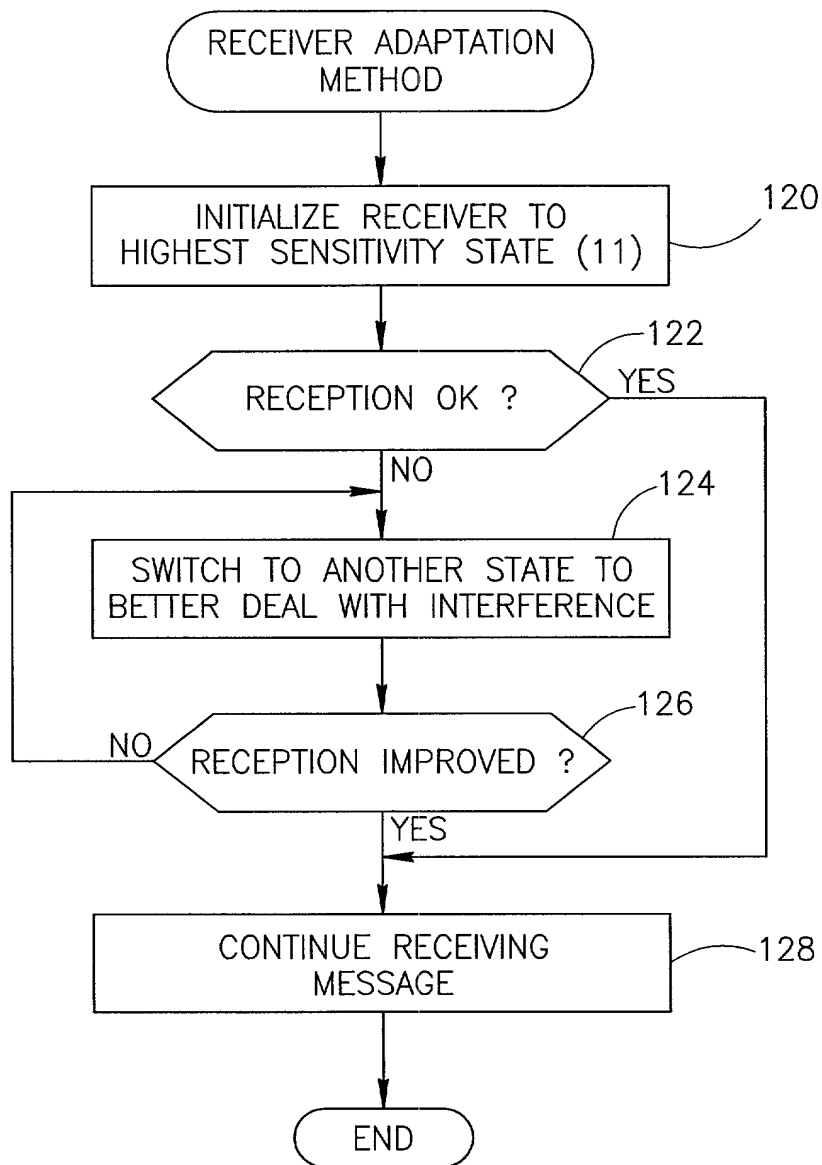 RECEIVER ADAPTATION
METHOD
INITIALIZE RECEIVER TO
HIGHEST SENSITIVITY STATE (11)
120
RECEPTION OK ?
122
YES
NO
124
SWITCH TO ANOTHER STATE TO
BETTER DEAL WITH INTERFERENCE
126
NO
RECEPTION IMPROVED ?
YES
CONTINUE RECEIVING
MESSAGE
128
END